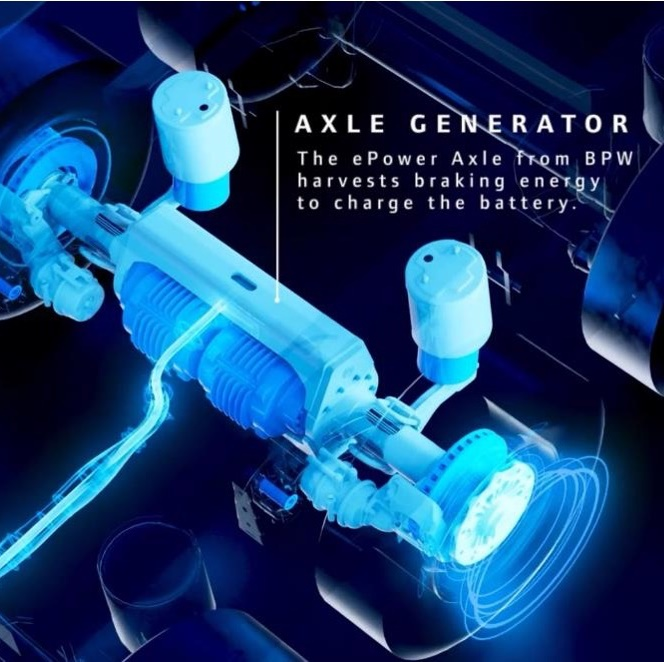 AXLE GENERATOR
The ePower Axle from BPW
harvests braking energy
to charge the battery.